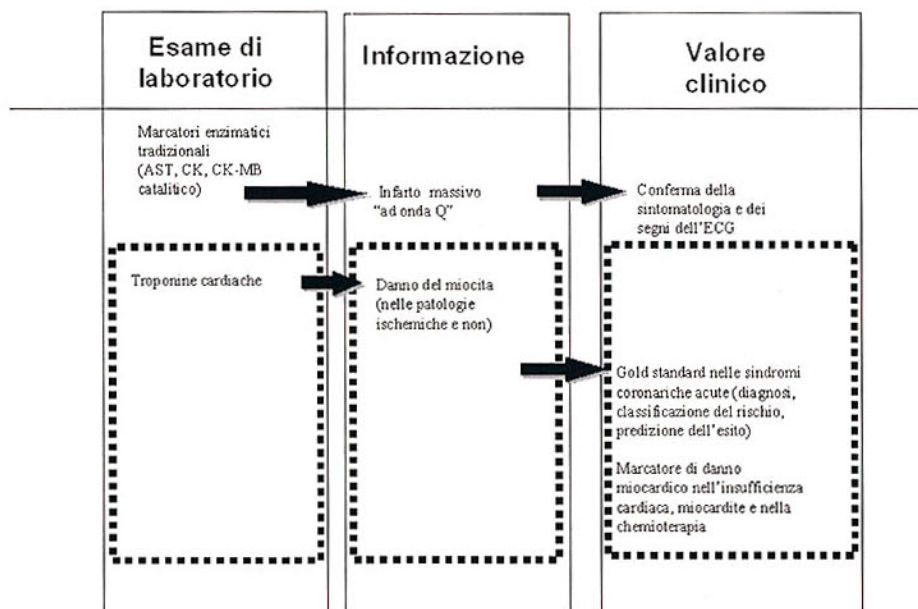 Esame di
laboratorio
Informazione
Valore
clinico
Marcatori enzimatici
tradizionali
(AST, CK, CK-MB
catalitico)
Infarto massivo
"ad onda Q"
Conferma della
sintomatologia e dei
segni dell'ECG
Troponine cardiache
Danno del miocita
(nelle patologie
ischemiche e non)
Gold standard nelle sindromi
coronariche acute (diagnosi,
classificazione del rischio,
predizione dell'esito)
Marcatore di danno
miocardico nell'insufficienza
cardiaca, miocardite e nella
chemioterapia